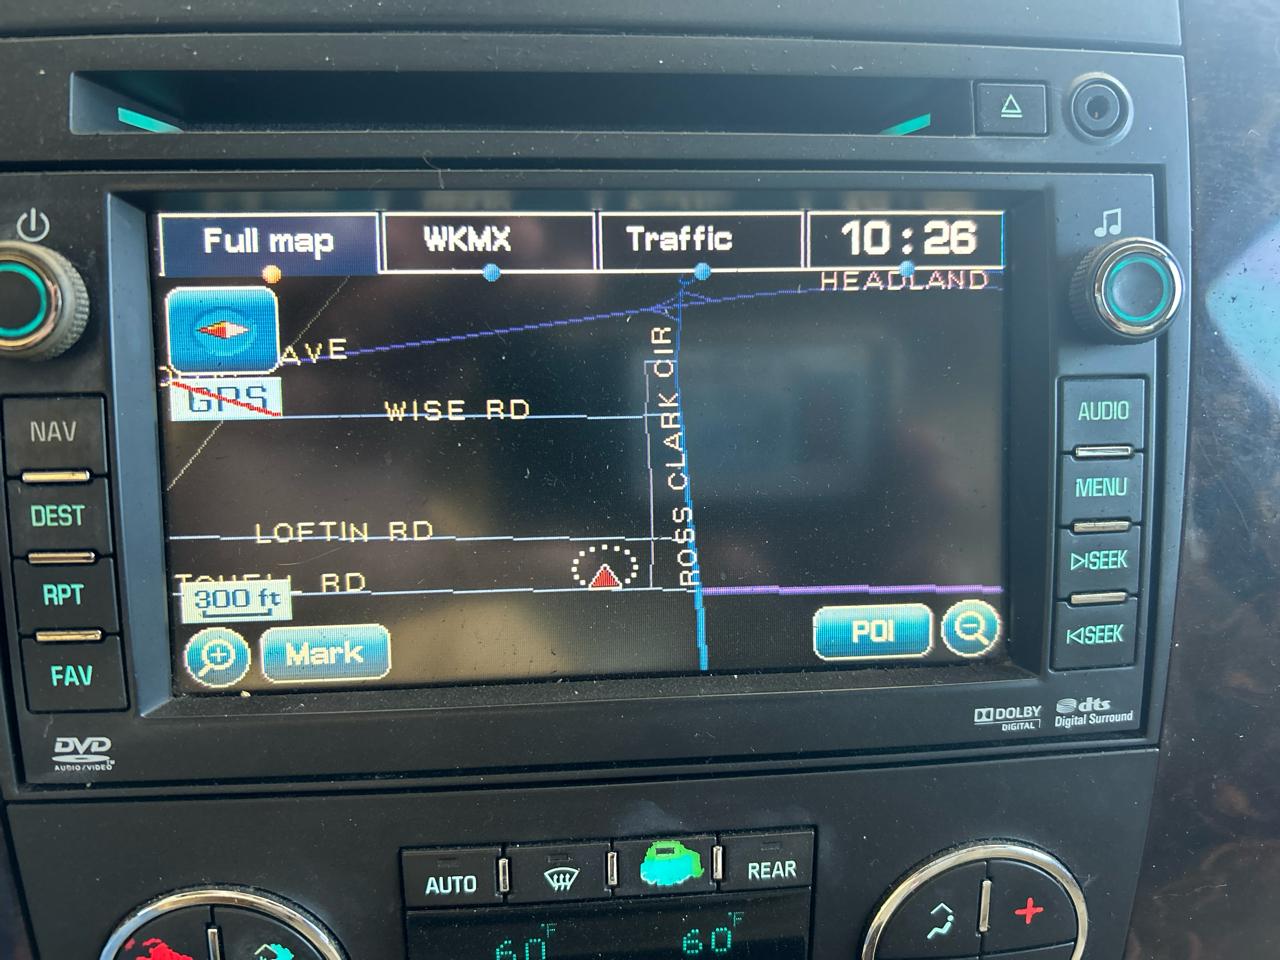 Full map
WKMX
Traffic
10:26
HEADLAND
AVE
GPS
WISE RD
ROSS CLARK CIR
LOFTIN RD
RD
300 ft
Mark
POI
NAV
DEST
RPT
FAV
AUDIO
MENU
SEEK
SEEK
DVD
AUDIO/VIDEO™
DOLBY
DIGITAL
dts
Digital Surround
AUTO
REAR
60°F
60°F